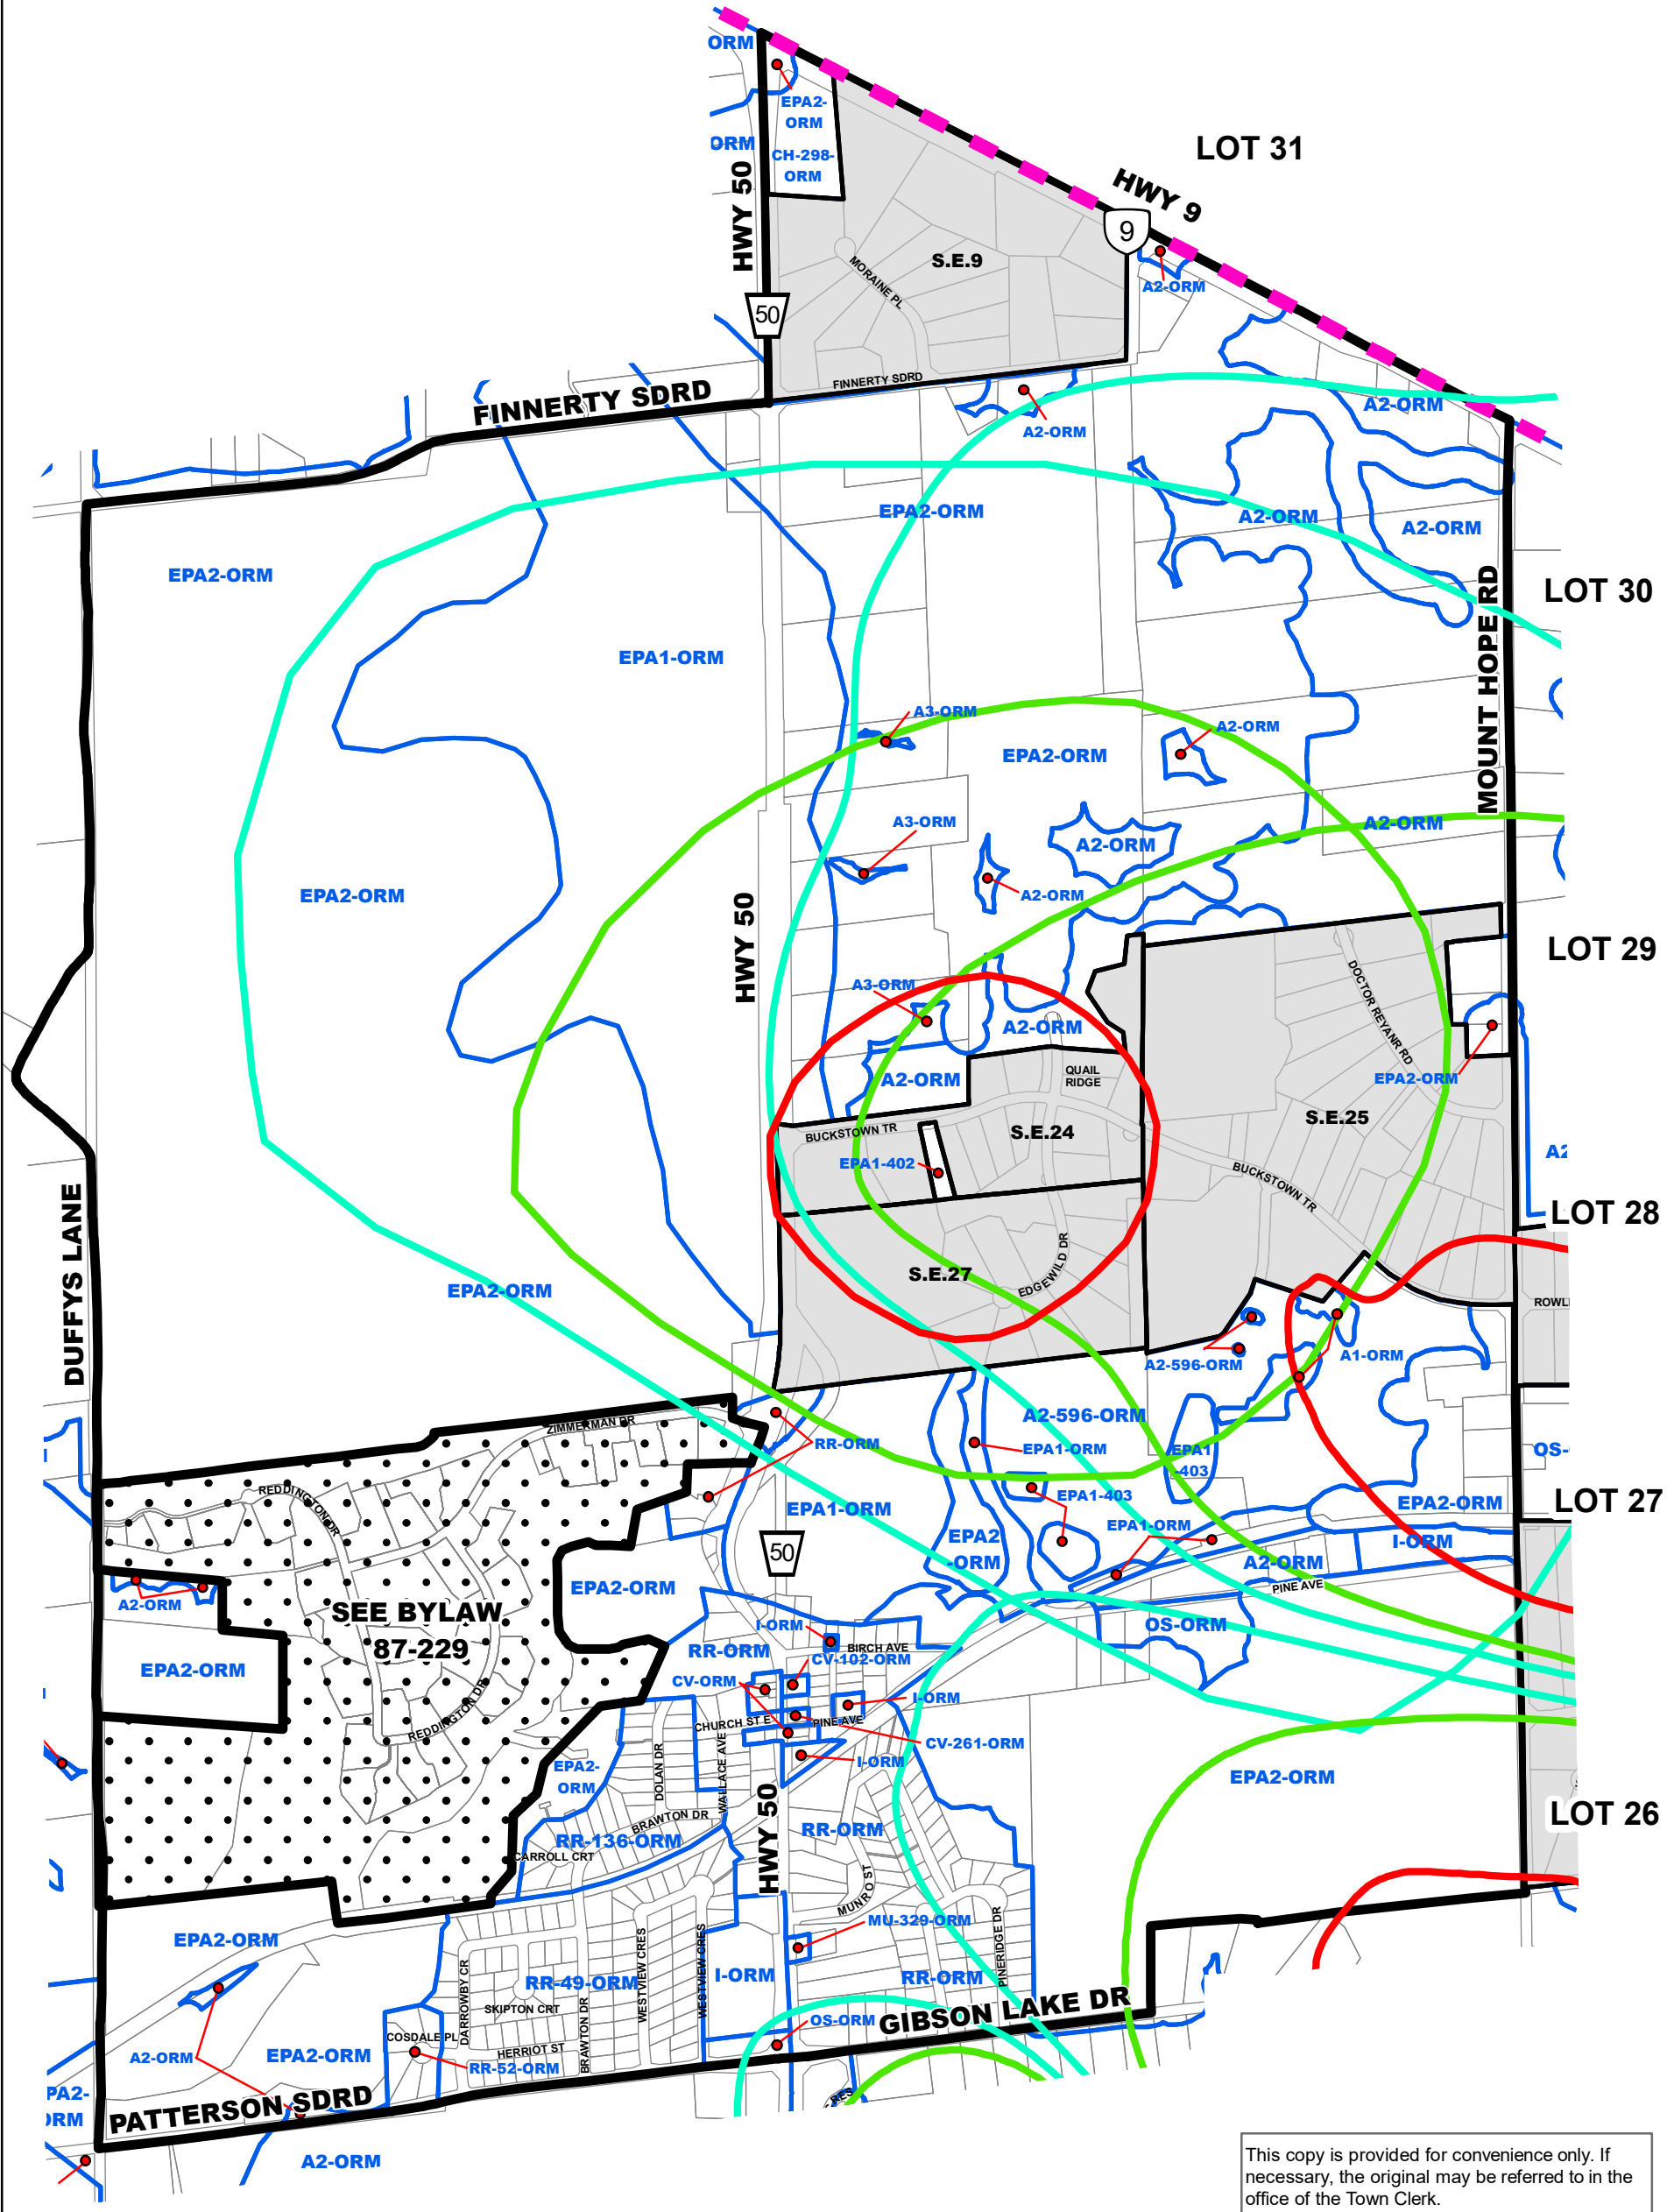 ORM
EPA2-
ORM
ORM
CH-298-
ORM
HWY 50
LOT 31
HWY 9
9
S.E.9
MORAINE PL
A2-ORM
50
FINNERTY SDRD
FINNERTY SDRD
A2-ORM
A2-ORM
EPA2-ORM
A2-ORM
A2-ORM
EPA2-ORM
LOT 30
MOUNT HOPE RD
EPA1-ORM
A3-ORM
A2-ORM
EPA2-ORM
A3-ORM
A2-ORM
A2-ORM
EPA2-ORM
A2-ORM
HWY 50
LOT 29
DOCTOR REYANR RD
A3-ORM
A2-ORM
A2-ORM
QUAIL
RIDGE
EPA2-ORM
S.E.25
BUCKSTOWN TR
S.E.24
EPA1-402
BUCKSTOWN TR
A2
LOT 28
DUFFYS LANE
EDGEWILD DR
S.E.27
EPA2-ORM
ROWL
A2-596-ORM
A1-ORM
A2-596-ORM
ZIMMERMAN DR
RR-ORM
EPA1-ORM
EPA1
-403
OS-
REDDINGTON DR
EPA1-ORM
EPA1-403
EPA2-ORM
LOT 27
EPA1-ORM
EPA2
-ORM
I-ORM
50
A2-ORM
PINE AVE
EPA2-ORM
A2-ORM
SEE BYLAW
87-229
OS-ORM
I-ORM
BIRCH AVE
RR-ORM
CV-102-ORM
EPA2-ORM
CV-ORM
I-ORM
REDDINGTON DR
CHURCH ST E
PINE AVE
CV-261-ORM
I-ORM
EPA2-
ORM
DOLAN DR
WALLACE AVE
EPA2-ORM
HWY 50
LOT 26
BRAWTON DR
RR-ORM
RR-136-ORM
CARROLL CRT
MUNRO ST
MU-329-ORM
EPA2-ORM
PINERIDGE DR
WESTVIEW CRES
WESTVIEW CRES
I-ORM
RR-ORM
RR-49-ORM
DARROWBY CR
SKIPTON CRT
BRAWTON DR
OS-ORM
GIBSON LAKE DR
COSDALE PL
HERRIOT ST
A2-ORM
EPA2-ORM
RR-52-ORM
PA2-
ORM
PATTERSON SDRD
CRES
A2-ORM
This copy is provided for convenience only. If
necessary, the original may be referred to in the
office of the Town Clerk.